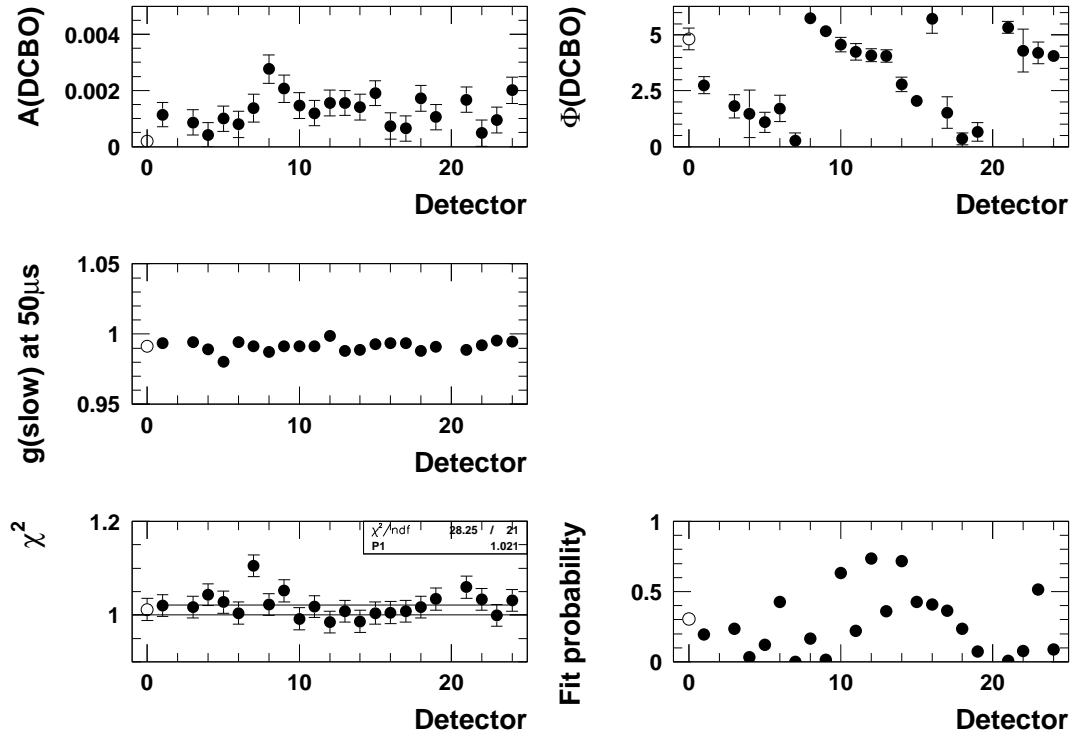 A(DCBO)
0.004
0.002
0
0 10 20
Detector
Φ(DCBO)
5
2.5
0
0 10 20
Detector
g(slow) at 50μs
1.05
1
0.95
0 10 20
Detector
χ²
1.2
1
χ²/ndf 28.25 / 21
P1 1.021
0 10 20
Detector
Fit probability
1
0.5
0
0 10 20
Detector